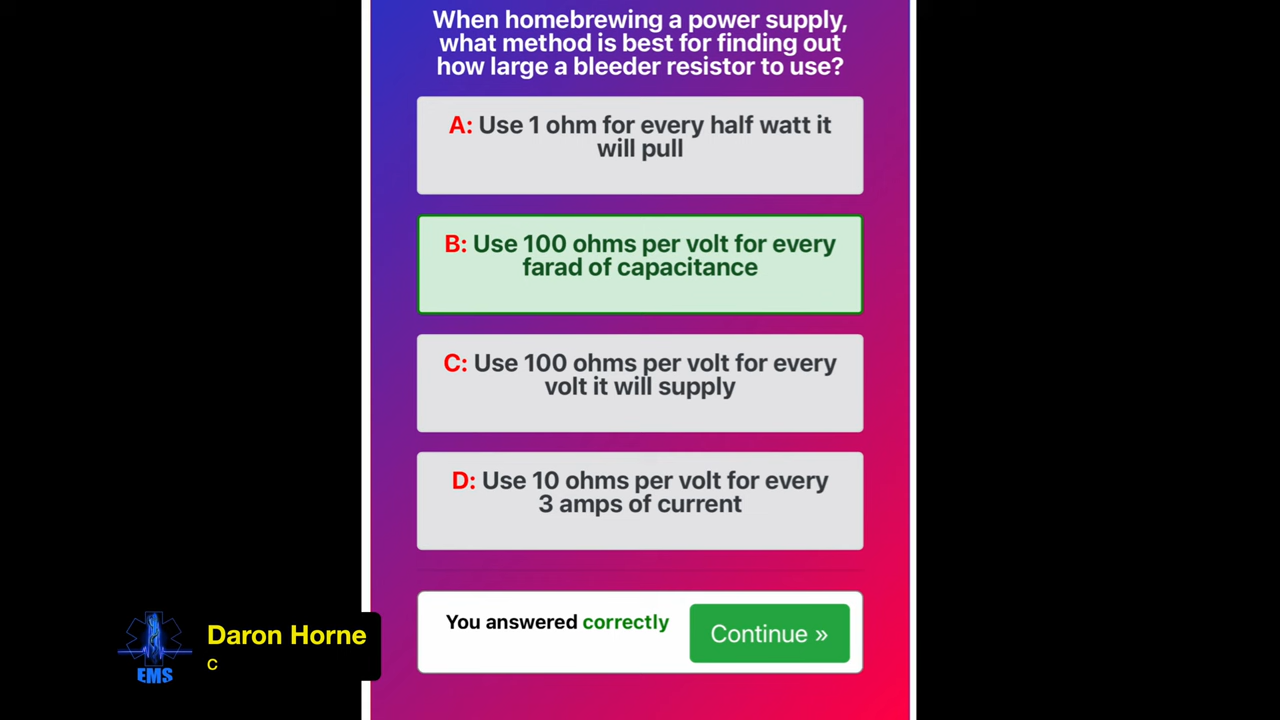 When homebrewing a power supply,
what method is best for finding out
how large a bleeder resistor to use?
A: Use 1 ohm for every half watt it
will pull
B: Use 100 ohms per volt for every
farad of capacitance
C: Use 100 ohms per volt for every
volt it will supply
D: Use 10 ohms per volt for every
3 amps of current
You answered correctly
Continue »
Daron Horne
C
EMS